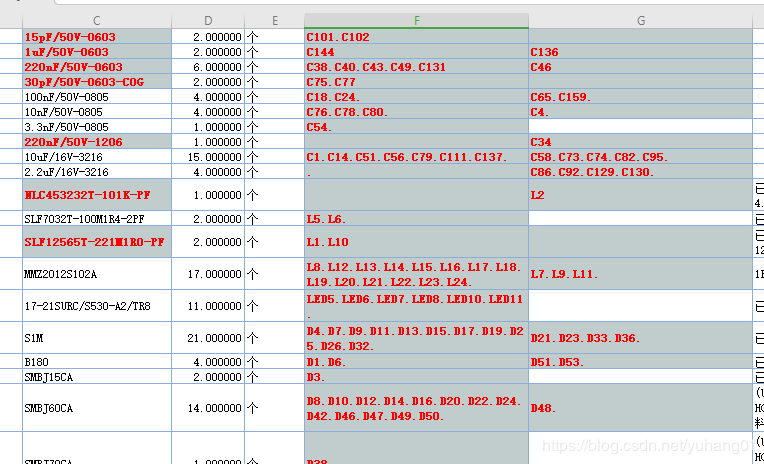 C D E F G
15pF/50V-0603 2.000000 个 C101.C102
1uF/50V-0603 2.000000 个 C144 C136
220nF/50V-0603 6.000000 个 C38.C40.C43.C49.C131 C46
30pF/50V-0603-C0G 2.000000 个 C75.C77
100nF/50V-0805 4.000000 个 C18.C24. C65.C159.
10nF/50V-0805 4.000000 个 C76.C78.C80. C4.
3.3nF/50V-0805 1.000000 个 C54.
220nF/50V-1206 1.000000 个 C34
10uF/16V-3216 15.000000 个 C1.C14.C51.C56.C79.C111.C137. C58.C73.C74.C82.C95.
2.2uF/16V-3216 4.000000 个 . C86.C92.C129.C130.
NLC453232T-101K-PF 1.000000 个 L2 已
4.
SLF7032T-100M1R4-2PF 2.000000 个 L5.L6. 已
SLF12565T-221M1R0-PF 2.000000 个 L1.L10 已
12
MMZ2012S102A 17.000000 个 L8.L12.L13.L14.L15.L16.L17.L18. L7.L9.L11.
L19.L20.L21.L22.L23.L24.
17-21SURC/S530-A2/TR8 11.000000 个 LED5.LED6.LED7.LED8.LED10.LED11 已
.
S1M 21.000000 个 D4.D7.D9.D11.D13.D15.D17.D19.D2 D21.D23.D33.D36. 已
5.D26.D32.
B180 4.000000 个 D1.D6. D51.D53. 已
SMBJ15CA 2.000000 个 D3. 已
SMBJ60CA 14.000000 个 D8.D10.D12.D14.D16.D20.D22.D24. D48.
D42.D46.D47.D49.D50.
(U
HO
料
SMBJ70CA 1.000000 个 D38
(U
HO
https://blog.csdn.net/yuhang01